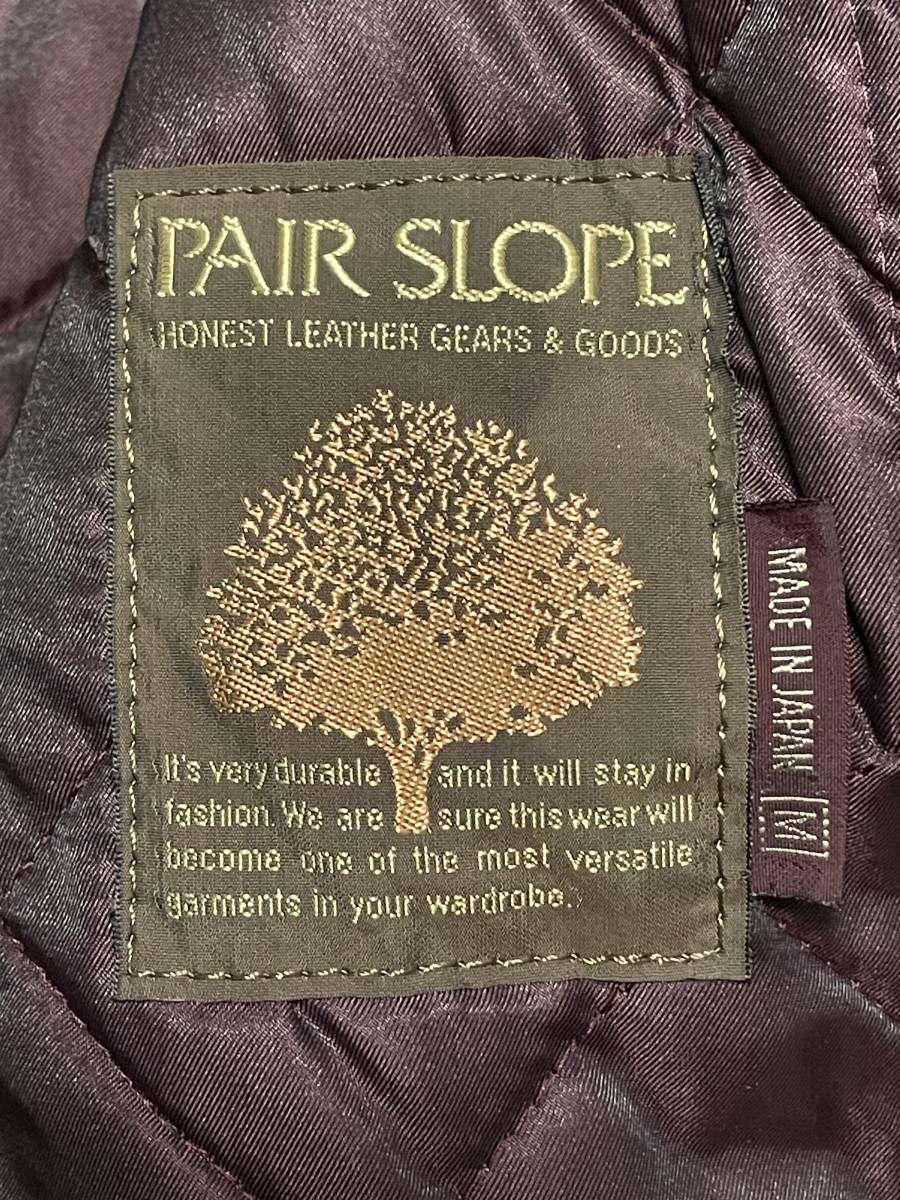 PAIR SLOPE
HONEST LEATHER GEARS & GOODS
It's very durable and it will stay in
fashion. We are sure this wear will
become one of the most versatile
garments in your wardrobe.
MADE IN JAPAN M